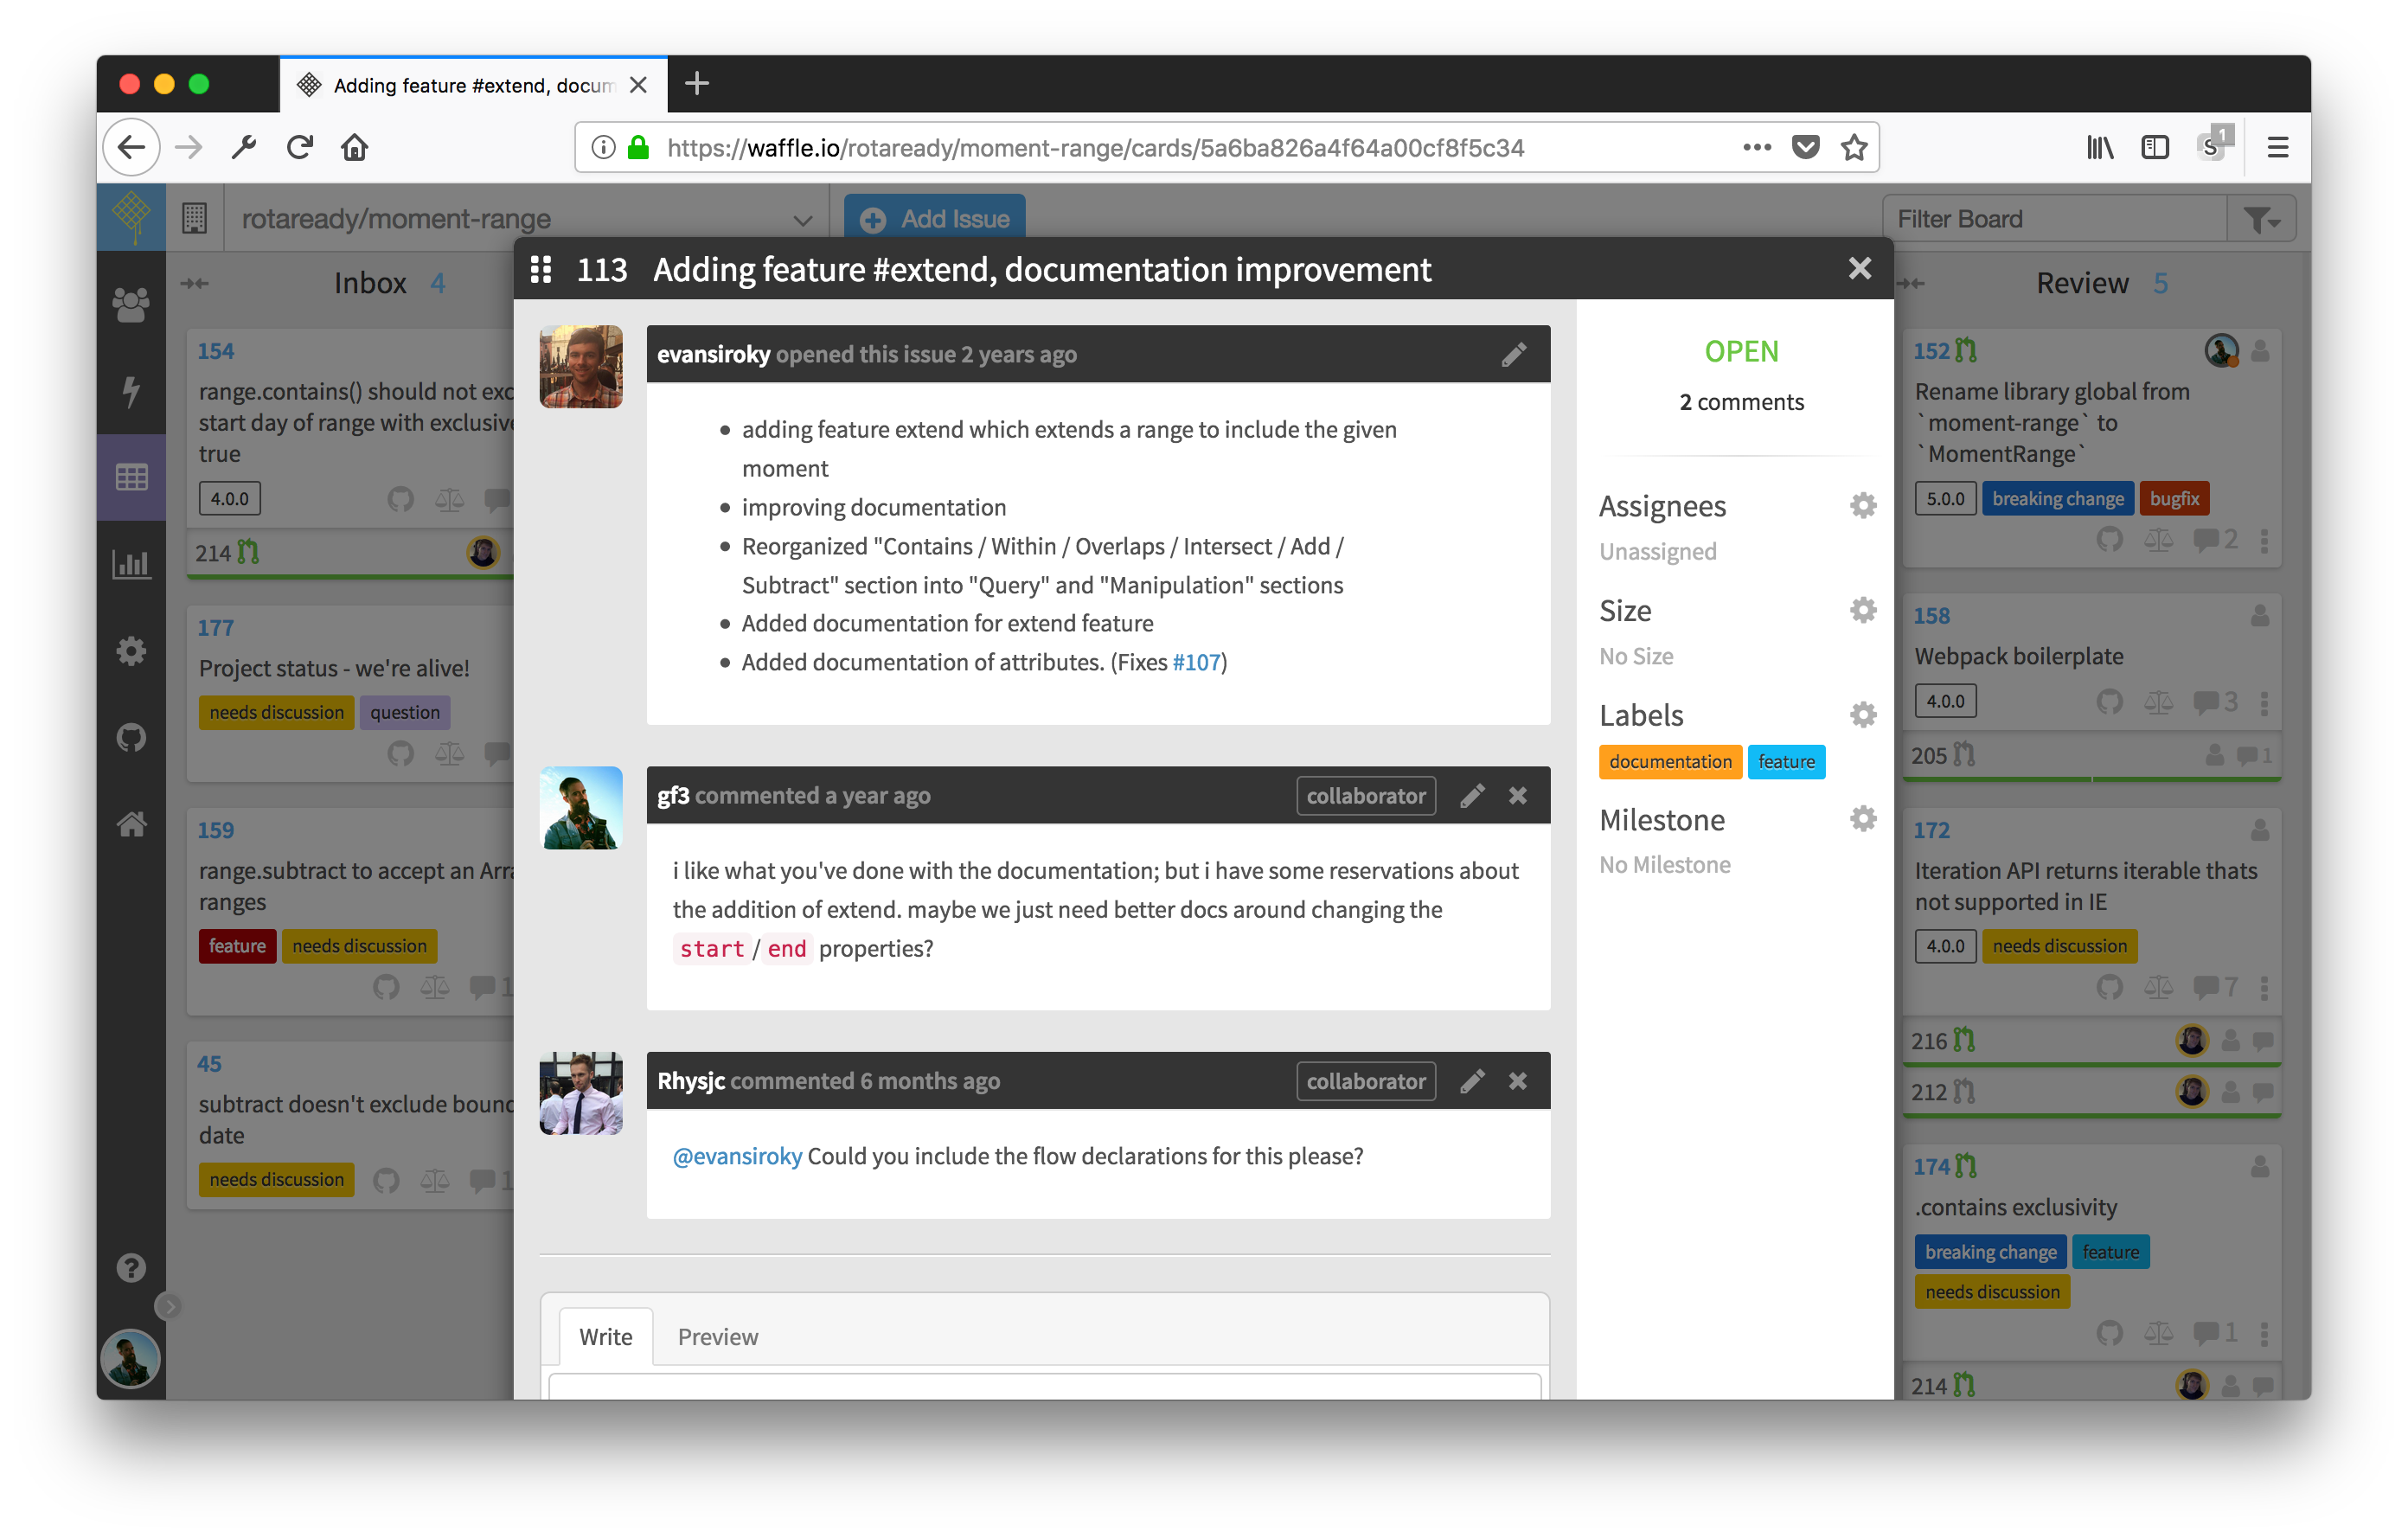 Adding feature #extend, docum
https://waffle.io/rotaready/moment-range/cards/5a6ba826a4f64a00cf8f5c34
S 1
rotaready/moment-range
Add Issue
Filter Board
Inbox 4
154
range.contains() should not exc
start day of range with exclusive
true
4.0.0
214
177
Project status - we're alive!
needs discussion question
159
range.subtract to accept an Arra
ranges
feature needs discussion
1
45
subtract doesn't exclude bound
date
needs discussion 1
113 Adding feature #extend, documentation improvement
evansiroky opened this issue 2 years ago
• adding feature extend which extends a range to include the given
moment
• improving documentation
• Reorganized "Contains / Within / Overlaps / Intersect / Add /
Subtract" section into "Query" and "Manipulation" sections
• Added documentation for extend feature
• Added documentation of attributes. (Fixes #107)
gf3 commented a year ago collaborator
i like what you've done with the documentation; but i have some reservations about
the addition of extend. maybe we just need better docs around changing the
start / end properties?
Rhysjc commented 6 months ago collaborator
@evansiroky Could you include the flow declarations for this please?
Write Preview
OPEN
2 comments
Assignees
Unassigned
Size
No Size
Labels
documentation feature
Milestone
No Milestone
Review 5
152
Rename library global from
`moment-range` to
`MomentRange`
5.0.0 breaking change bugfix
2
158
Webpack boilerplate
4.0.0 3
205 1
172
Iteration API returns iterable thats
not supported in IE
4.0.0 needs discussion
7
216
212
174
.contains exclusivity
breaking change feature
needs discussion
1
214